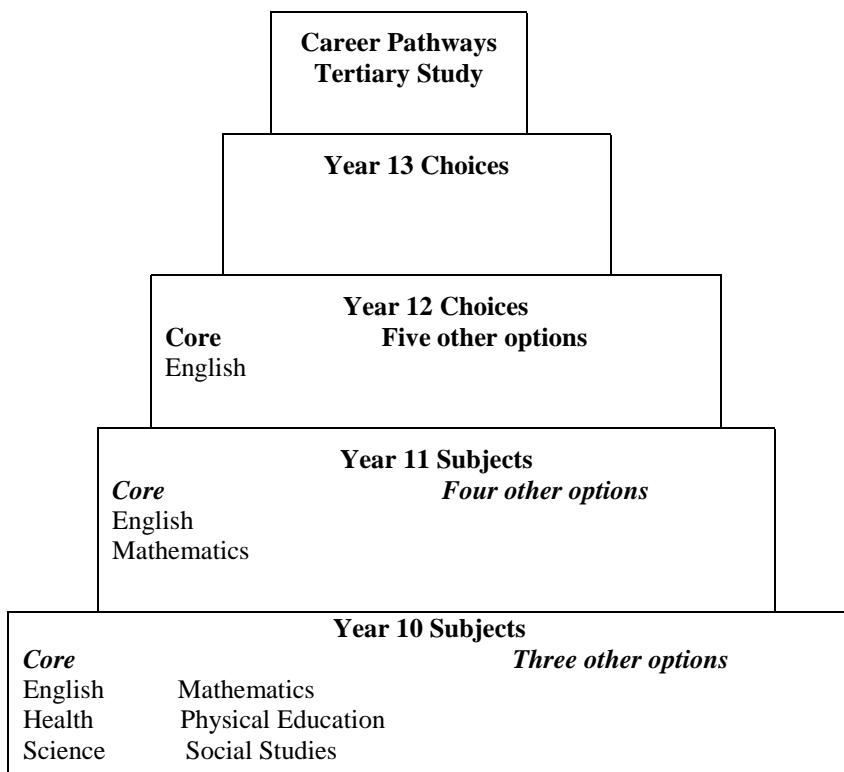 Career Pathways
Tertiary Study
Year 13 Choices
Year 12 Choices
Core Five other options
English
Year 11 Subjects
Core Four other options
English
Mathematics
Year 10 Subjects
Core Three other options
English Mathematics
Health Physical Education
Science Social Studies